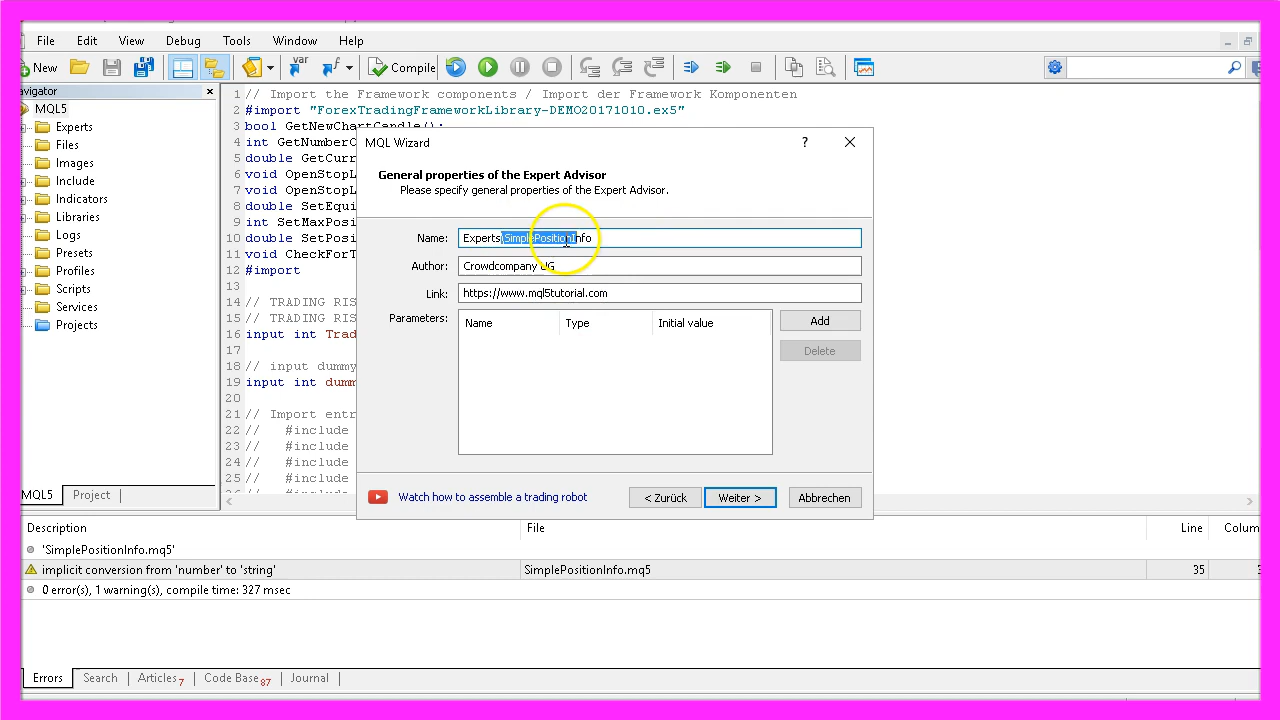 File Edit View Debug Tools Window Help
New Compile
MQL5
Experts
Files
Images
Include
Indicators
Libraries
Logs
Presets
Profiles
Scripts
Services
Projects
MQL5 Project
1 // Import the Framework components / Import der Framework Komponenten
2 #import "ForexTradingFrameworkLibrary-DEMO20171010.ex5"
3 bool GetNewChartCandle();
4 int GetNumberO
5 double GetCurr
6 void OpenStopL
7 void OpenStopL
8 double SetEqui
9 int SetMaxPosi
10 double SetPosi
11 void CheckForT
12 #import
13
14 // TRADING RIS
15 // TRADING RIS
16 input int Trad
17
18 // input dummy
19 input int dumm
20
21 // Import entr
22 // #include
23 // #include
24 // #include
25 // #include
MQL Wizard ?
General properties of the Expert Advisor
Please specify general properties of the Expert Advisor.
Name: Experts\SimplePositionInfo
Author: Crowdcompany UG
Link: https://www.mql5tutorial.com
Parameters: Name Type Initial value Add
Delete
Watch how to assemble a trading robot < Zurück Weiter > Abbrechen
Description File Line Colum
'SimplePositionInfo.mq5'
implicit conversion from 'number' to 'string' SimplePositionInfo.mq5 35
0 error(s), 1 warning(s), compile time: 327 msec
Errors Search Articles 7 Code Base 87 Journal